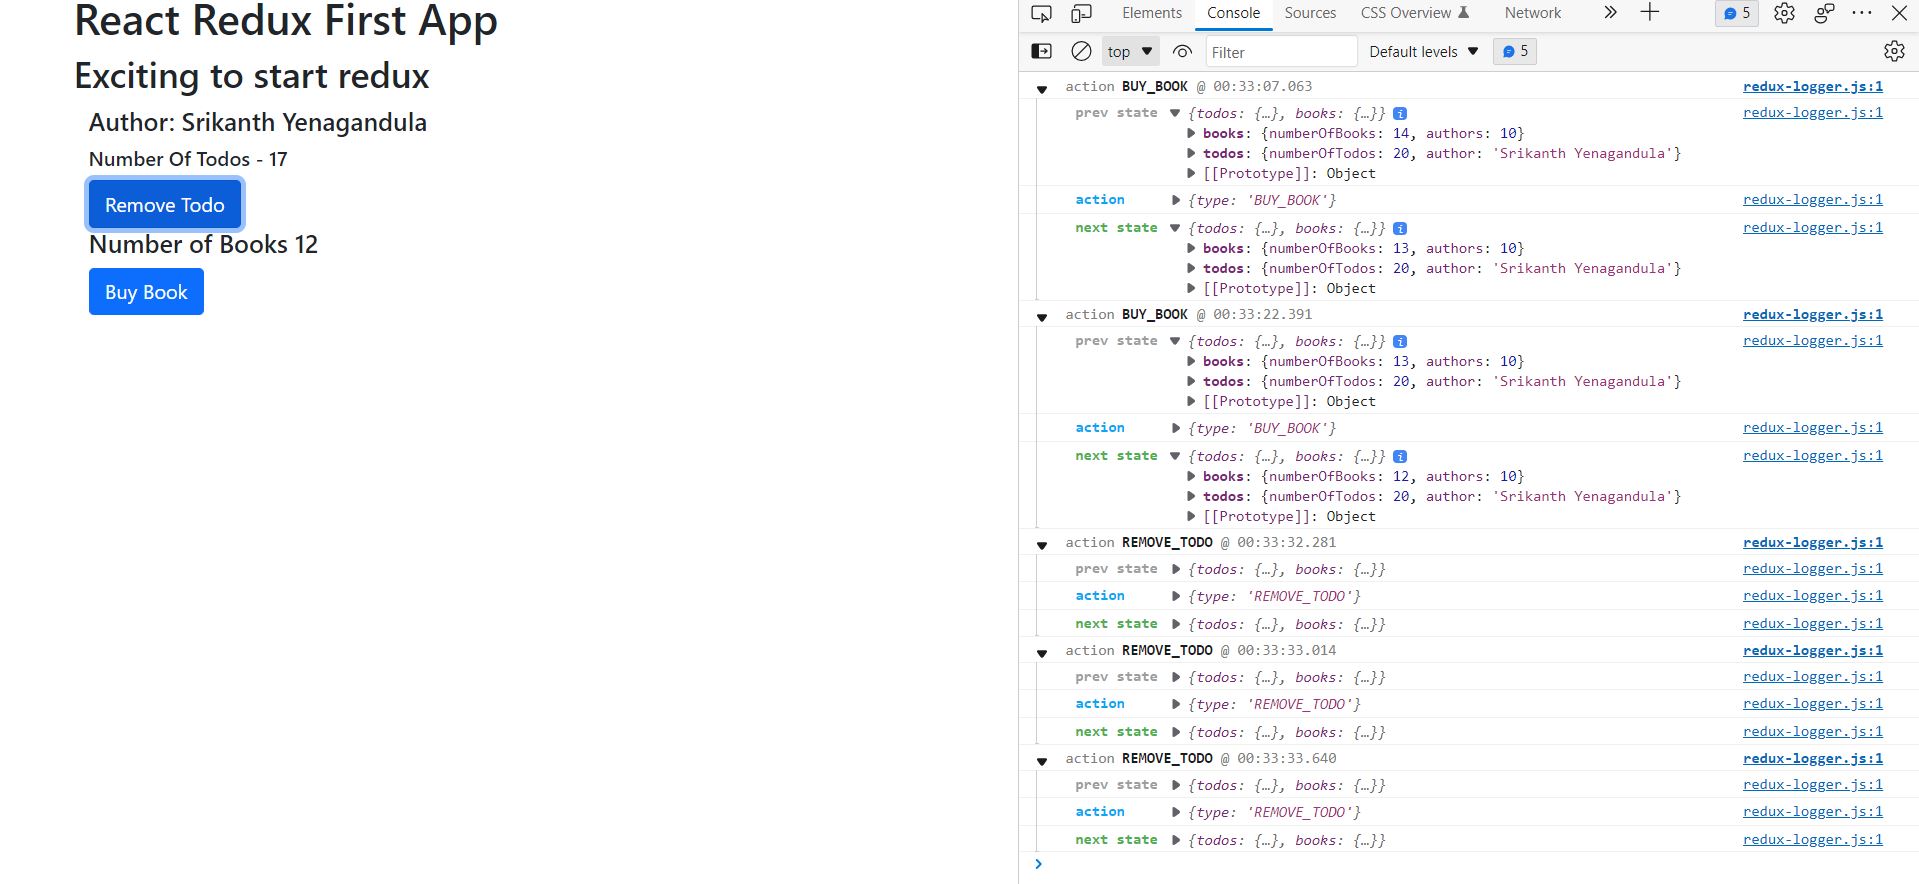 React Redux First App
Exciting to start redux
Author: Srikanth Yenagandula
Number Of Todos - 17
Remove Todo
Number of Books 12
Buy Book
Elements Console Sources CSS Overview Network 5
top Filter Default levels 5
action BUY_BOOK @ 00:33:07.063 redux-logger.js:1
prev state {todos: {…}, books: {…}} i redux-logger.js:1
books: {numberOfBooks: 14, authors: 10}
todos: {numberOfTodos: 20, author: 'Srikanth Yenagandula'}
[[Prototype]]: Object
action {type: 'BUY_BOOK'} redux-logger.js:1
next state {todos: {…}, books: {…}} i redux-logger.js:1
books: {numberOfBooks: 13, authors: 10}
todos: {numberOfTodos: 20, author: 'Srikanth Yenagandula'}
[[Prototype]]: Object
action BUY_BOOK @ 00:33:22.391 redux-logger.js:1
prev state {todos: {…}, books: {…}} i redux-logger.js:1
books: {numberOfBooks: 13, authors: 10}
todos: {numberOfTodos: 20, author: 'Srikanth Yenagandula'}
[[Prototype]]: Object
action {type: 'BUY_BOOK'} redux-logger.js:1
next state {todos: {…}, books: {…}} i redux-logger.js:1
books: {numberOfBooks: 12, authors: 10}
todos: {numberOfTodos: 20, author: 'Srikanth Yenagandula'}
[[Prototype]]: Object
action REMOVE_TODO @ 00:33:32.281 redux-logger.js:1
prev state {todos: {…}, books: {…}} redux-logger.js:1
action {type: 'REMOVE_TODO'} redux-logger.js:1
next state {todos: {…}, books: {…}} redux-logger.js:1
action REMOVE_TODO @ 00:33:33.014 redux-logger.js:1
prev state {todos: {…}, books: {…}} redux-logger.js:1
action {type: 'REMOVE_TODO'} redux-logger.js:1
next state {todos: {…}, books: {…}} redux-logger.js:1
action REMOVE_TODO @ 00:33:33.640 redux-logger.js:1
prev state {todos: {…}, books: {…}} redux-logger.js:1
action {type: 'REMOVE_TODO'} redux-logger.js:1
next state {todos: {…}, books: {…}} redux-logger.js:1